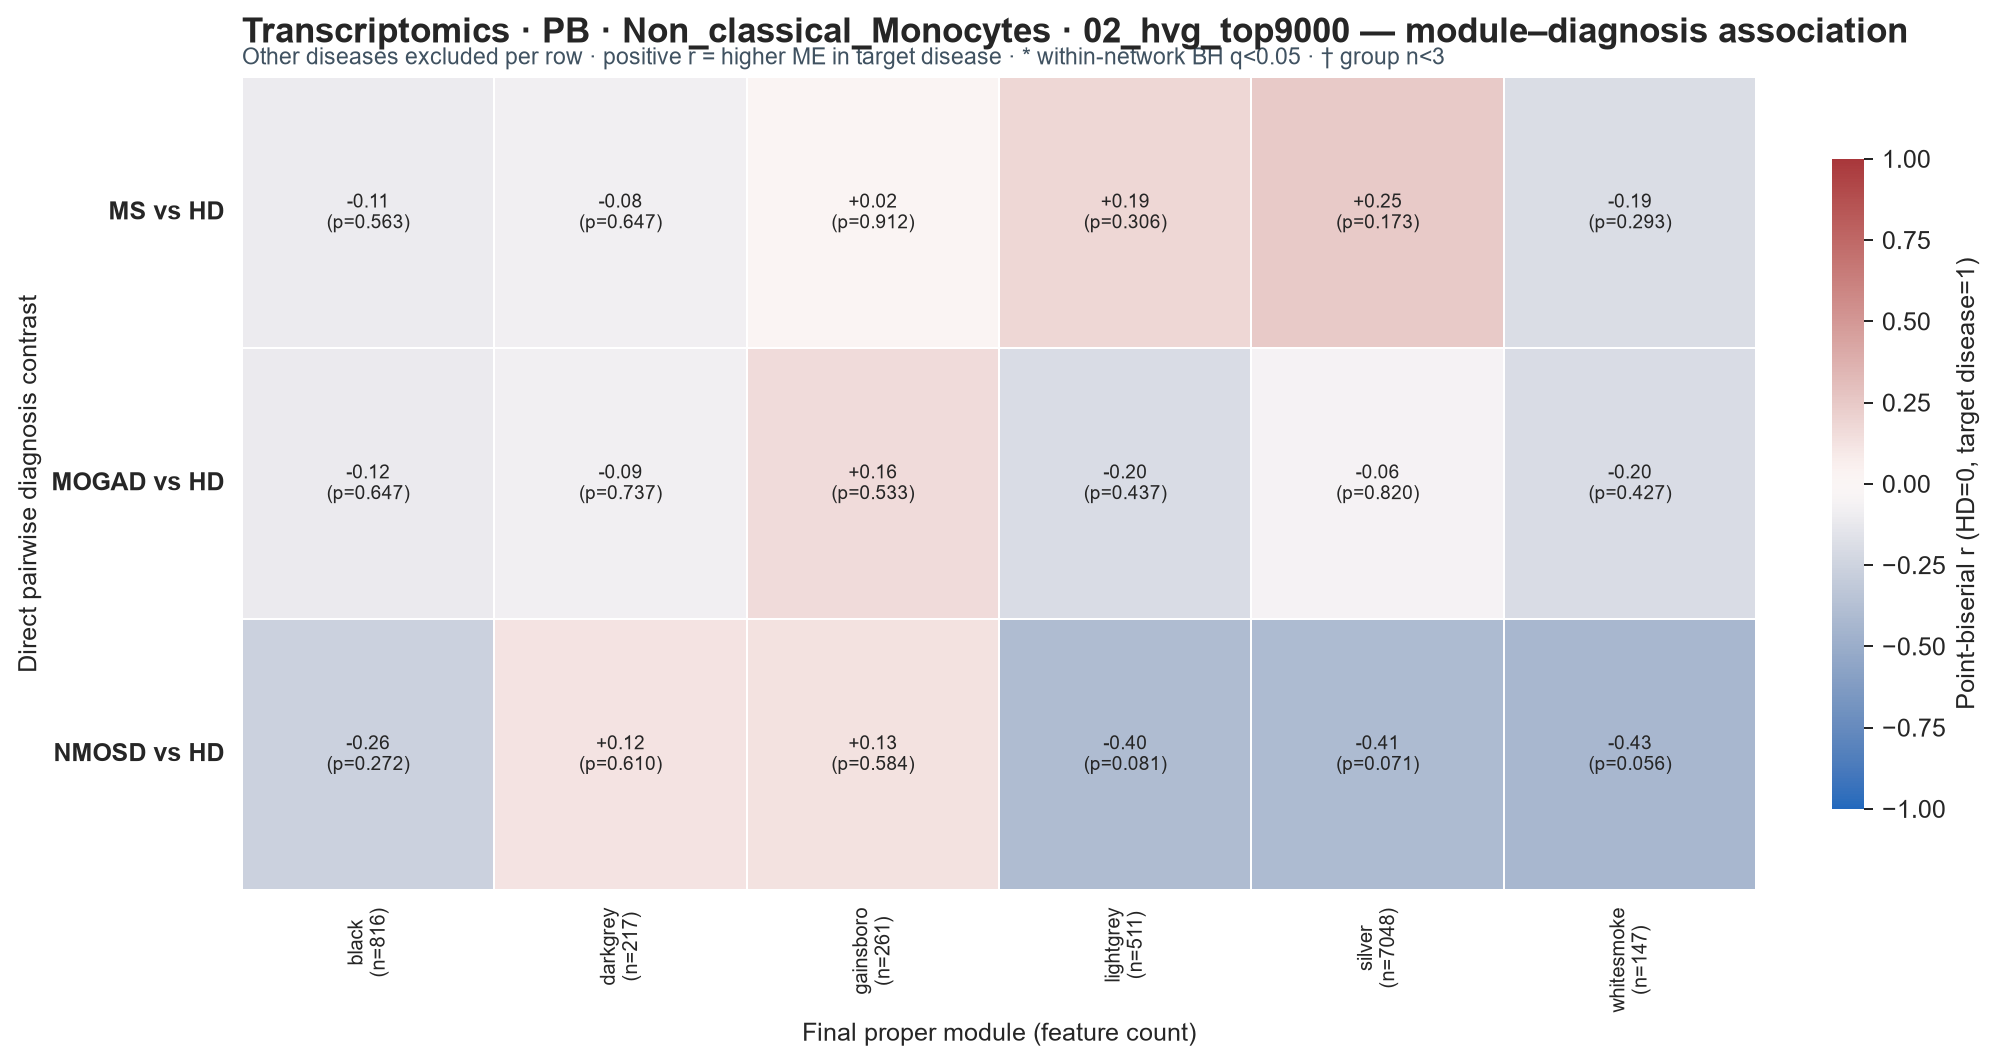 Transcriptomics · PB · Non_classical_Monocytes · 02_hvg_top9000 — module–diagnosis association
Other diseases excluded per row · positive r = higher ME in target disease · * within-network BH q<0.05 · † group n<3
Direct pairwise diagnosis contrast
MS vs HD
-0.11
(p=0.563)
-0.08
(p=0.647)
+0.02
(p=0.912)
+0.19
(p=0.306)
+0.25
(p=0.173)
-0.19
(p=0.293)
MOGAD vs HD
-0.12
(p=0.647)
-0.09
(p=0.737)
+0.16
(p=0.533)
-0.20
(p=0.437)
-0.06
(p=0.820)
-0.20
(p=0.427)
NMOSD vs HD
-0.26
(p=0.272)
+0.12
(p=0.610)
+0.13
(p=0.584)
-0.40
(p=0.081)
-0.41
(p=0.071)
-0.43
(p=0.056)
black
(n=816)
darkgrey
(n=217)
gainsboro
(n=261)
lightgrey
(n=511)
silver
(n=7048)
whitesmoke
(n=147)
Final proper module (feature count)
1.00
0.75
0.50
0.25
0.00
−0.25
−0.50
−0.75
−1.00
Point-biserial r (HD=0, target disease=1)